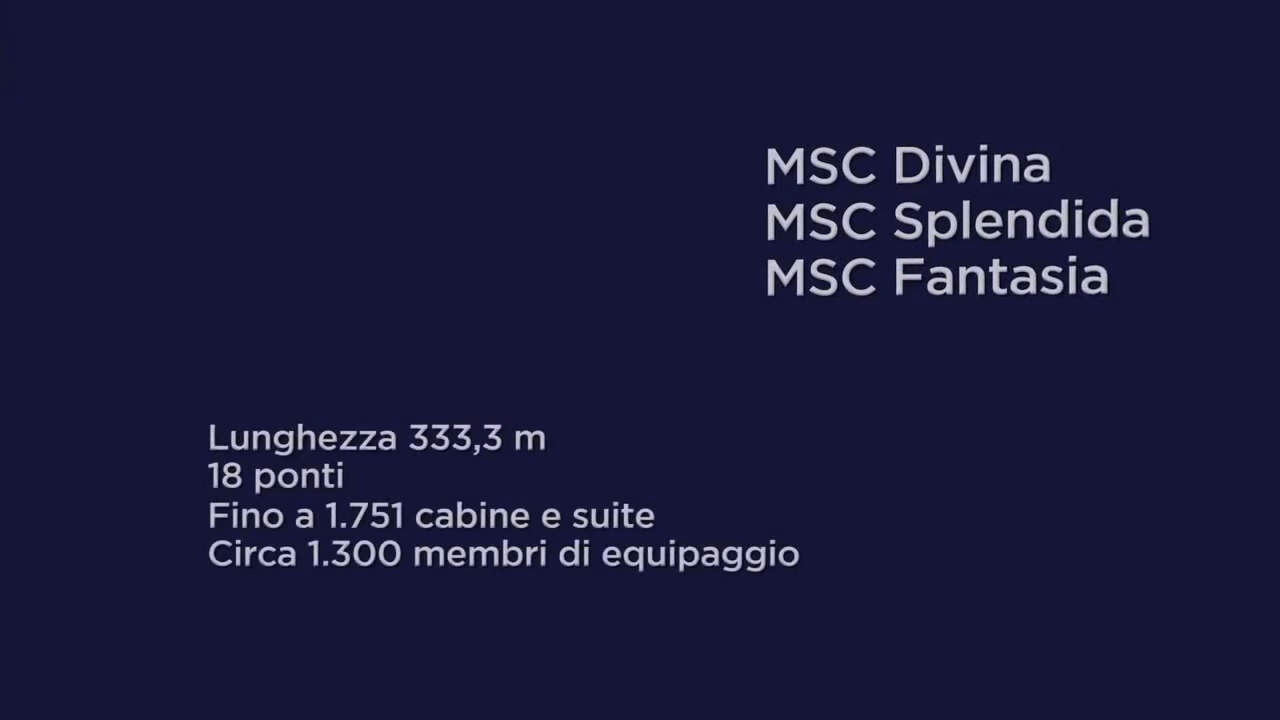 MSC Divina
MSC Splendida
MSC Fantasia
Lunghezza 333,3 m
18 ponti
Fino a 1.751 cabine e suite
Circa 1.300 membri di equipaggio